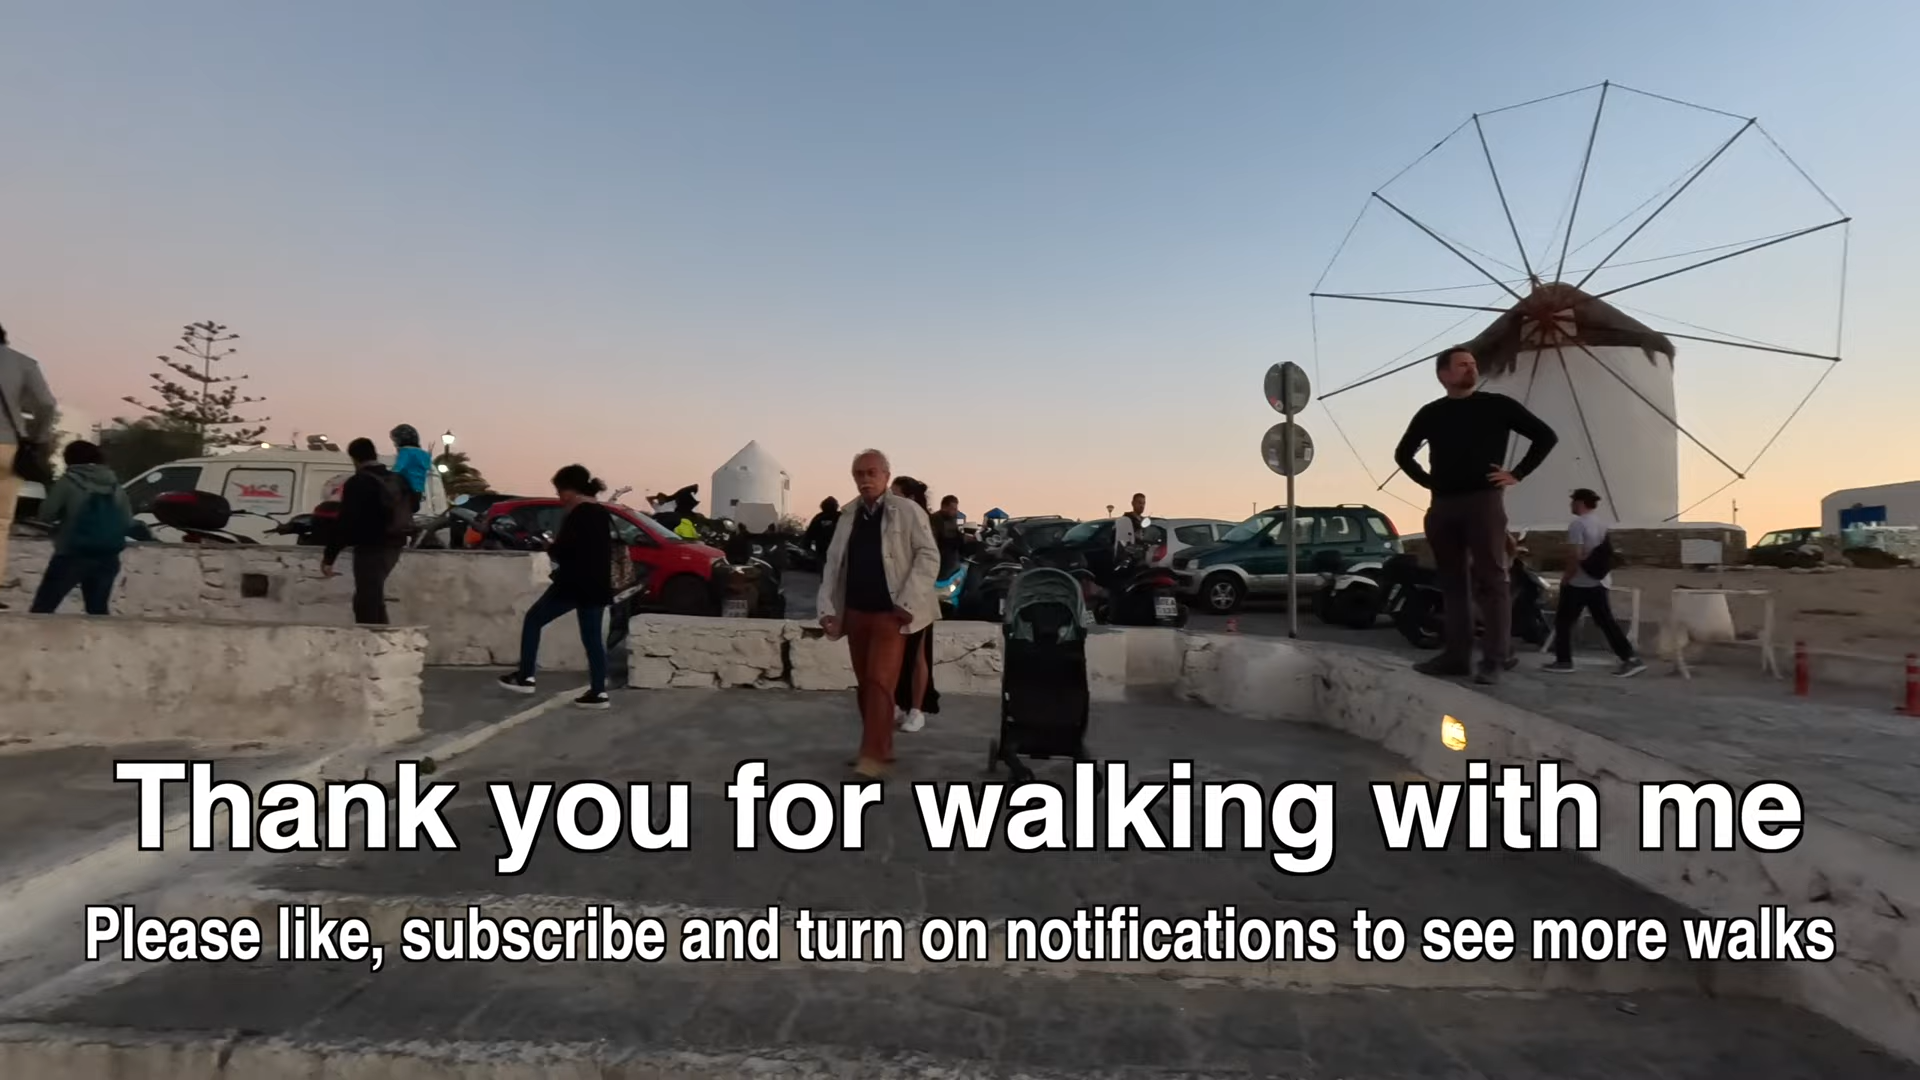 Thank you for walking with me
Please like, subscribe and turn on notifications to see more walks